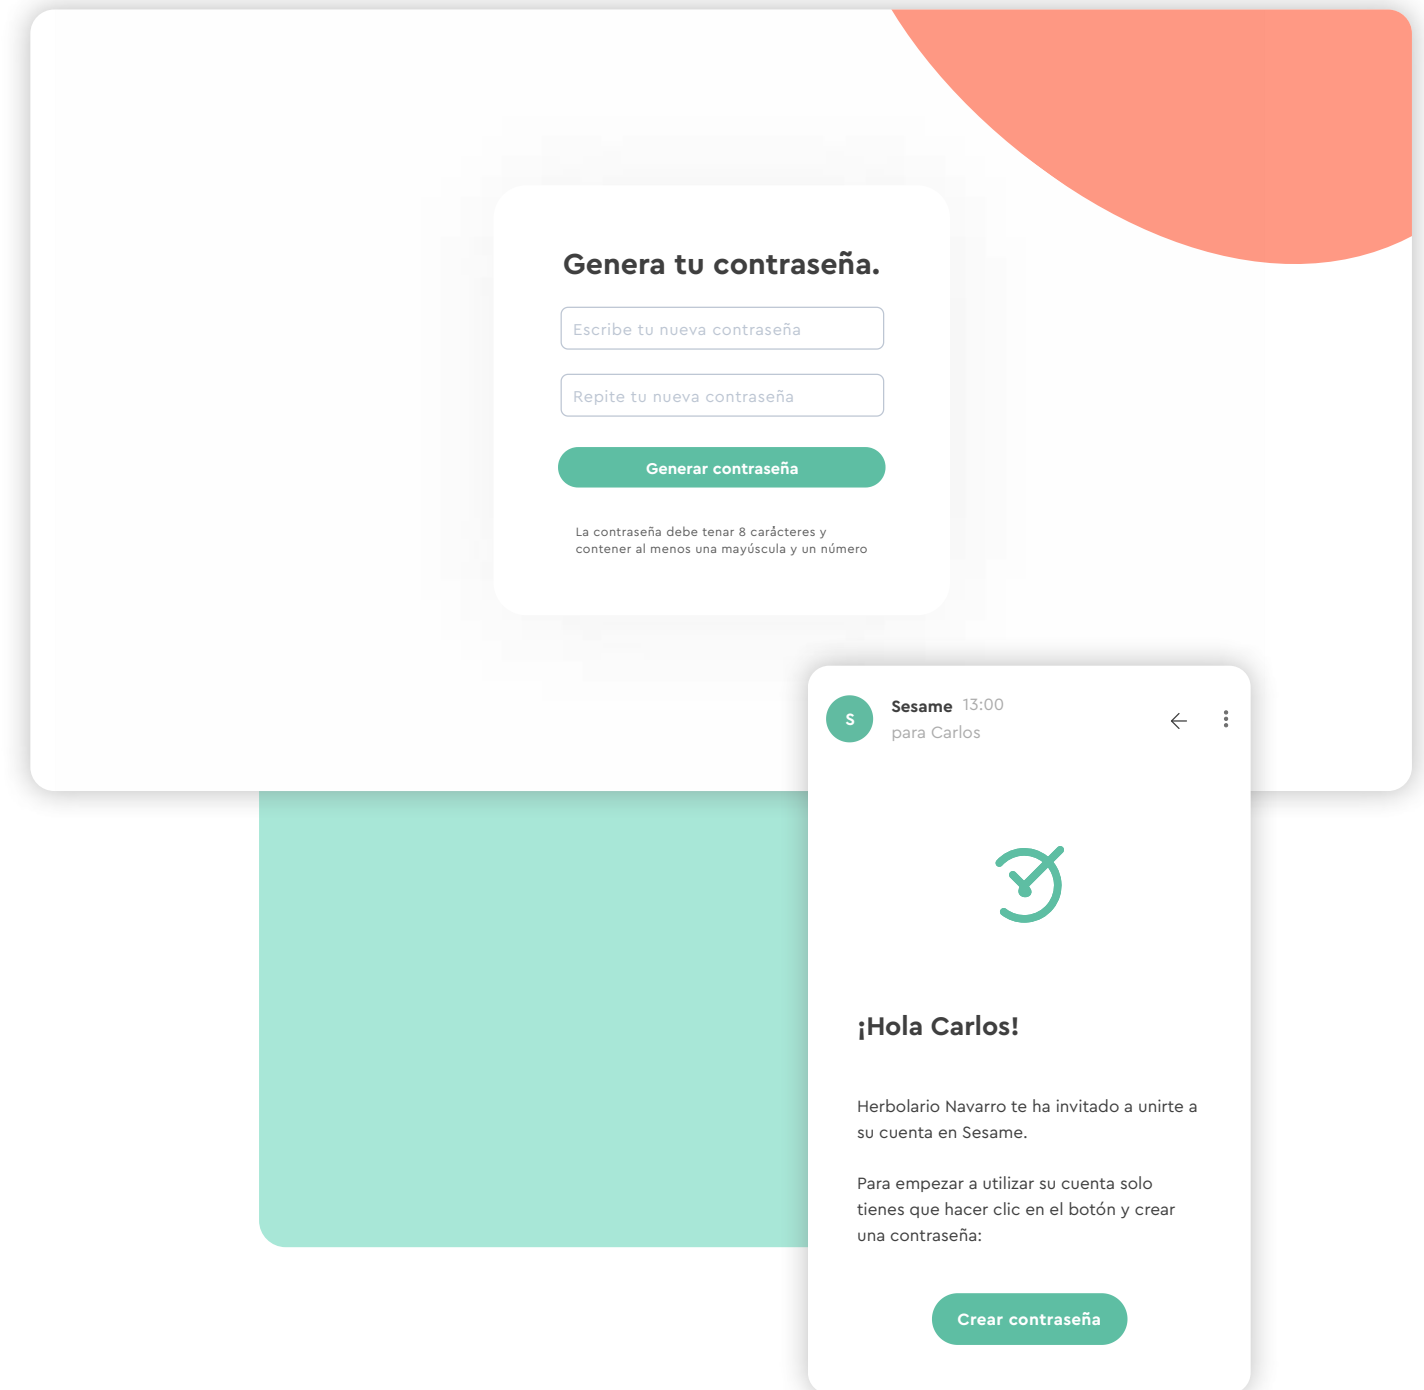 Genera tu contraseña.
Escribe tu nueva contraseña
Repite tu nueva contraseña
Generar contraseña
La contraseña debe tenar 8 carácteres y
contener al menos una mayúscula y un número
S
Sesame 13:00
para Carlos
¡Hola Carlos!
Herbolario Navarro te ha invitado a unirte a
su cuenta en Sesame.
Para empezar a utilizar su cuenta solo
tienes que hacer clic en el botón y crear
una contraseña:
Crear contraseña